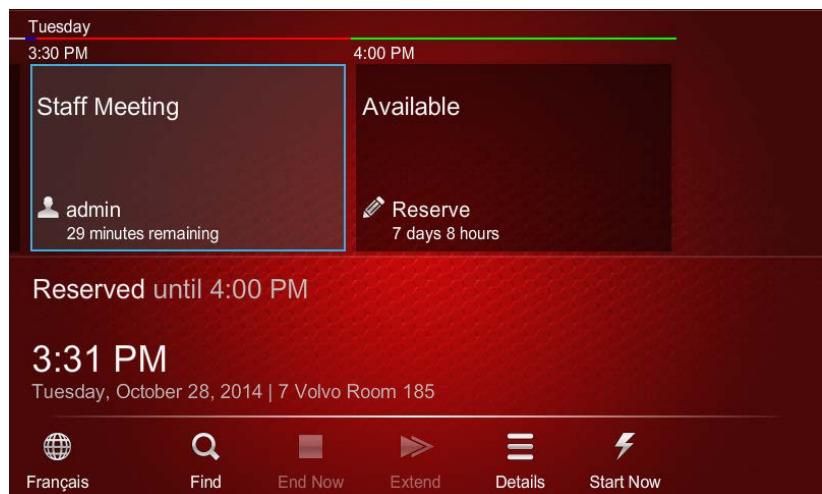 Tuesday
3:30 PM
4:00 PM
Staff Meeting
Available
admin
29 minutes remaining
Reserve
7 days 8 hours
Reserved until 4:00 PM
3:31 PM
Tuesday, October 28, 2014 | 7 Volvo Room 185
Français
Find
End Now
Extend
Details
Start Now